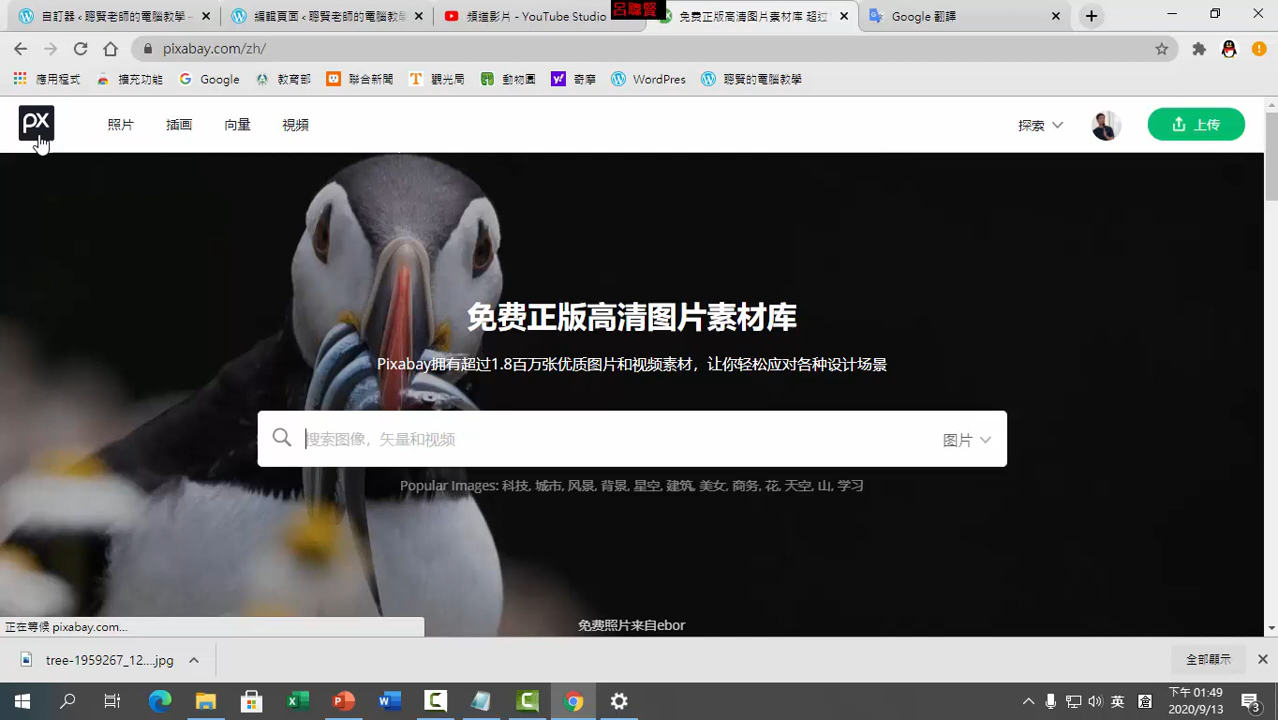 自訂器 ‹ 聰賢老師的電腦教學 -
編輯頁面 ‹ 聰賢老師的電腦教學
頻道影片 - YouTube Studio
呂聰賢
免费正版高清图片素材库 超过
Google 翻譯
pixabay.com/zh/
應用程式
擴充功能
Google
教育部
聯合新聞
觀光局
動物園
奇摩
WordPres
聰賢的電腦教學
px
照片
插画
向量
视频
探索
上传
免费正版高清图片素材库
Pixabay拥有超过1.8百万张优质图片和视频素材，让你轻松应对各种设计场景
搜索图像，矢量和视频
图片
Popular Images: 科技, 城市, 风景, 背景, 星空, 建筑, 美女, 商务, 花, 天空, 山, 学习
免费照片来自ebor
正在等候 pixabay.com...
tree-1959267_12....jpg
全部顯示
英
倉
下午 01:49
2020/9/13
3